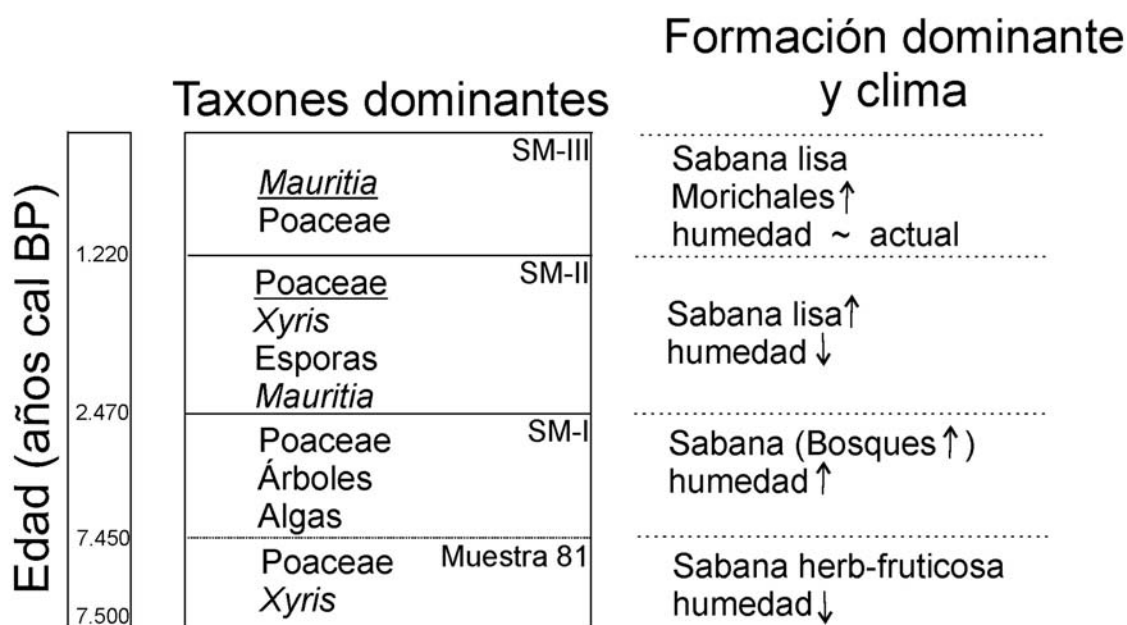 Formación dominante
y clima
Taxones dominantes
Edad (años cal BP)
SM-III
Mauritia
Poaceae
Sabana lisa
Morichales↑
humedad ~ actual
1.220
SM-II
Poaceae
Xyris
Esporas
Mauritia
Sabana lisa↑
humedad↓
2.470
SM-I
Poaceae
Árboles
Algas
Sabana (Bosques↑)
humedad↑
7.450
Muestra 81
Poaceae
Xyris
Sabana herb-fruticosa
humedad↓
7.500